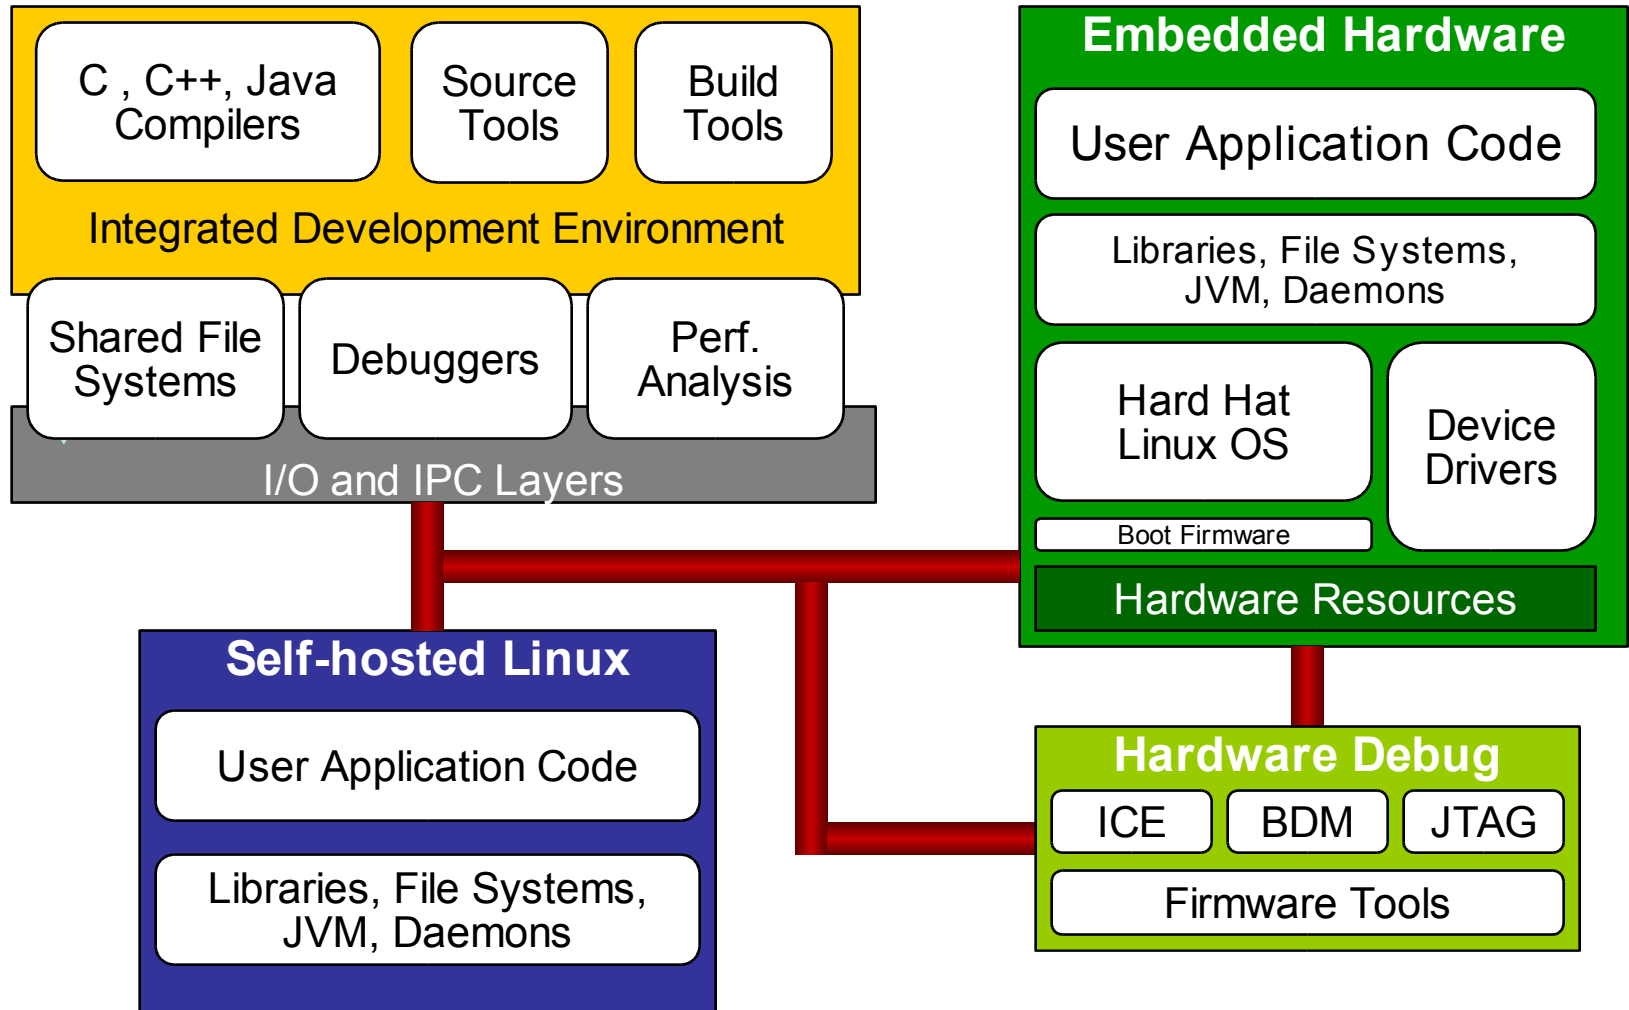 C , C++, Java
Compilers
Source
Tools
Build
Tools
Integrated Development Environment
Shared File
Systems
Debuggers
Perf.
Analysis
I/O and IPC Layers
Embedded Hardware
User Application Code
Libraries, File Systems,
JVM, Daemons
Hard Hat
Linux OS
Device
Drivers
Boot Firmware
Hardware Resources
Self-hosted Linux
User Application Code
Libraries, File Systems,
JVM, Daemons
Hardware Debug
ICE
BDM
JTAG
Firmware Tools